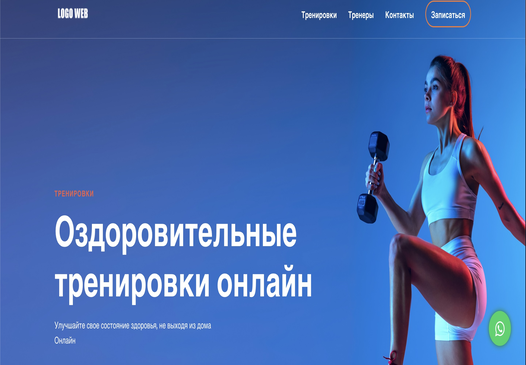 LOGO WEB
Тренировки Тренеры Контакты Записаться
ТРЕНИРОВКИ
Оздоровительные
тренировки онлайн
Улучшайте свое состояние здоровья, не выходя из дома
Онлайн